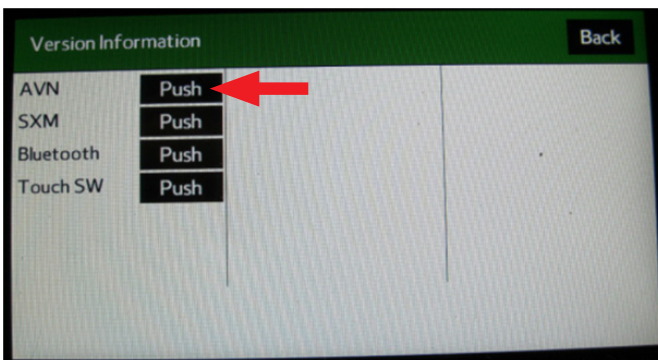 Version Information Back
AVN Push
SXM Push
Bluetooth Push
Touch SW Push